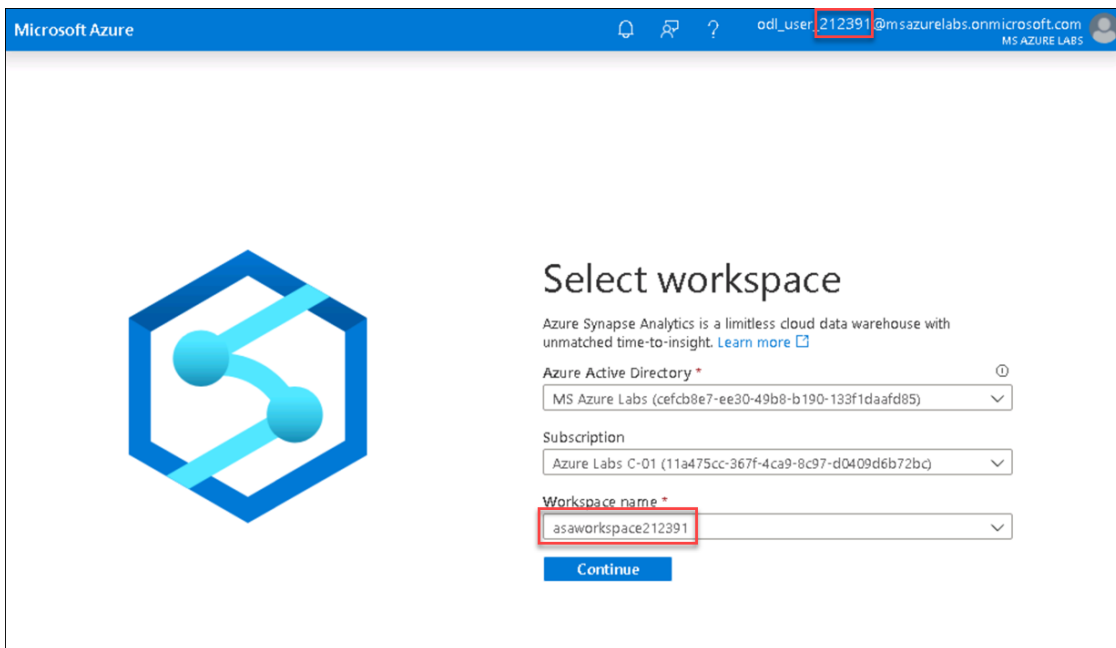 Microsoft Azure
odl_user_212391@msazurelabs.onmicrosoft.com
MS AZURE LABS
Select workspace
Azure Synapse Analytics is a limitless cloud data warehouse with
unmatched time-to-insight. Learn more
Azure Active Directory *
MS Azure Labs (cefcb8e7-ee30-49b8-b190-133f1daafd85)
Subscription
Azure Labs C-01 (11a475cc-367f-4ca9-8c97-d0409d6b72bc)
Workspace name *
asaworkspace212391
Continue